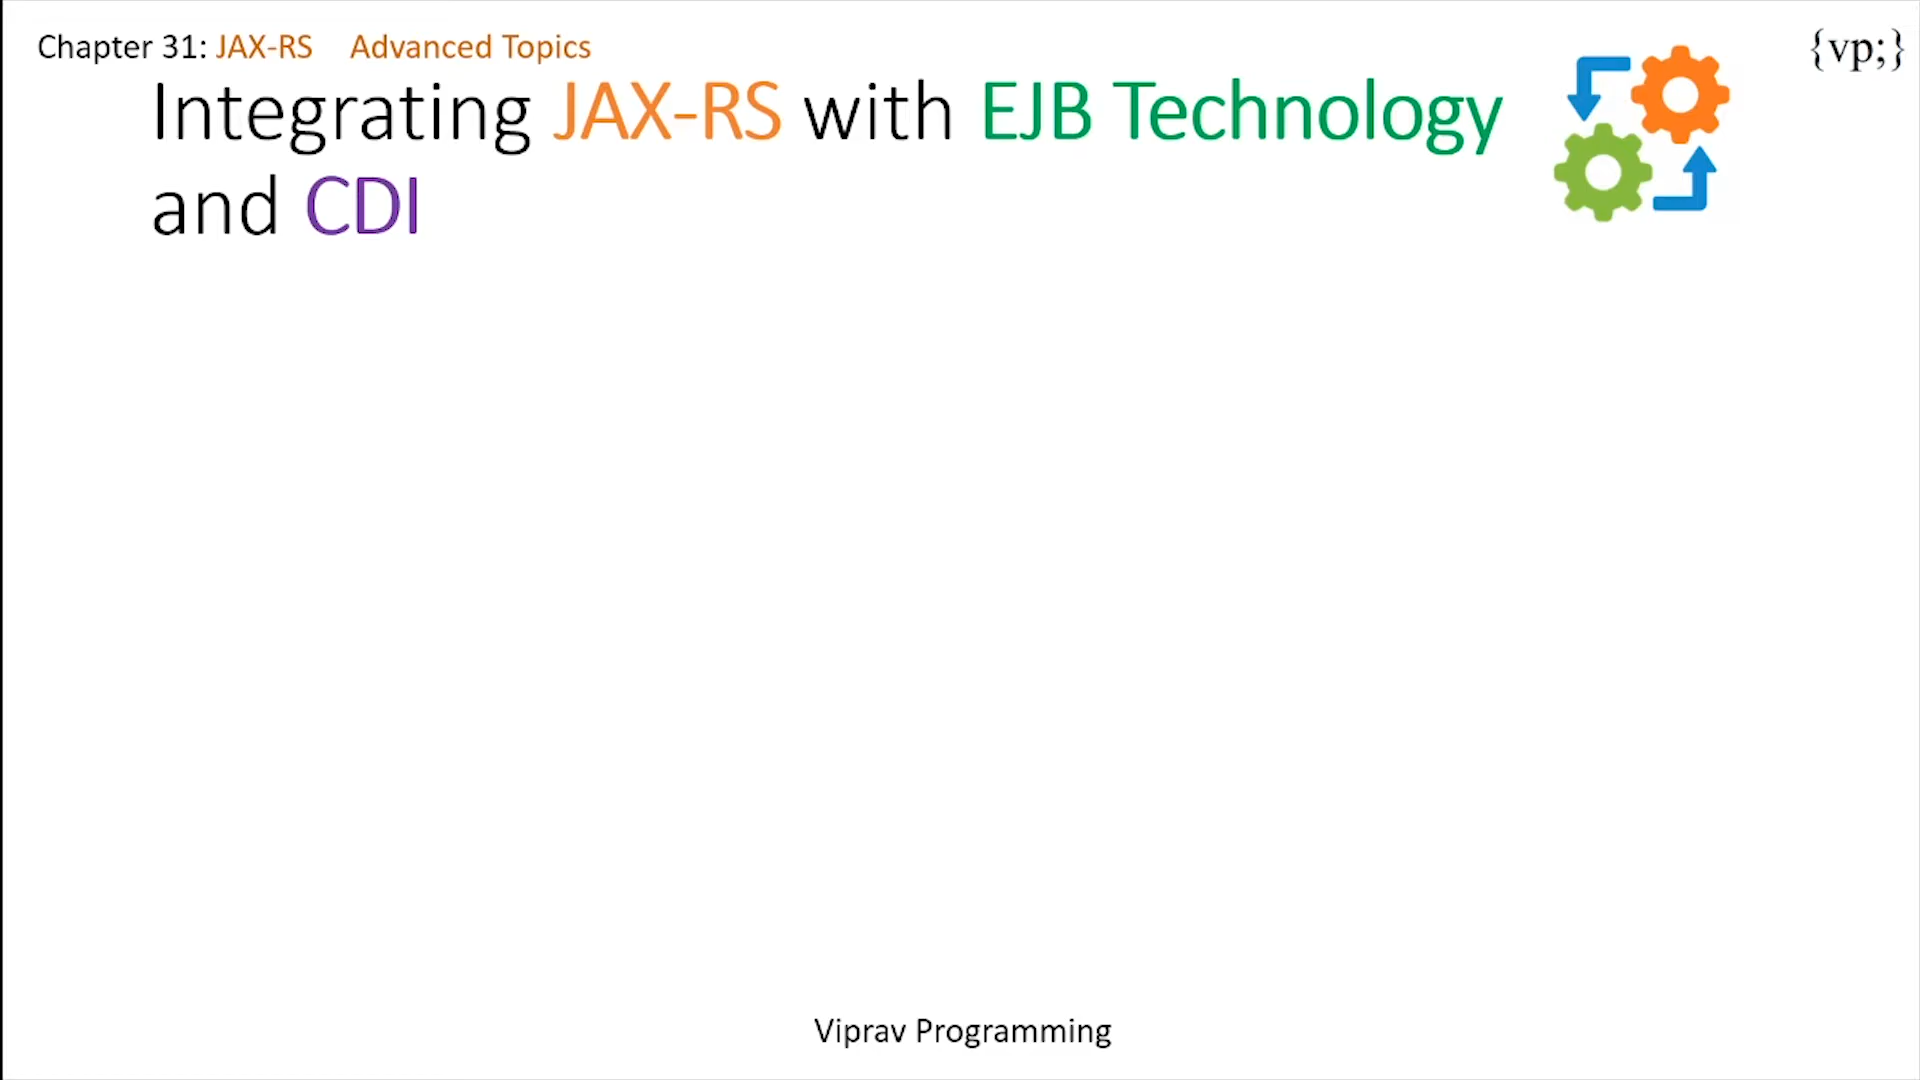 Chapter 31: JAX-RS Advanced Topics
{vp;}
Integrating JAX-RS with EJB Technology
and CDI
Viprav Programming